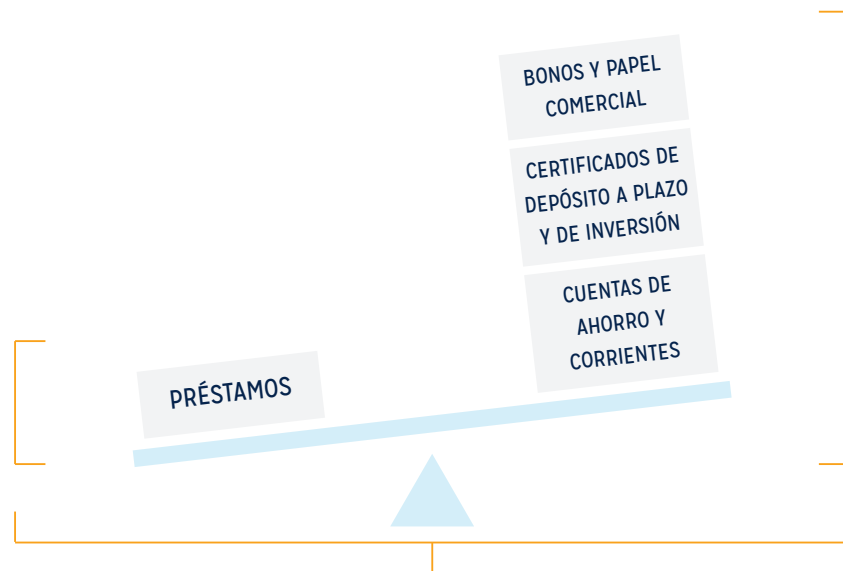 BONOS Y PAPEL
COMERCIAL
CERTIFICADOS DE
DEPÓSITO A PLAZO
Y DE INVERSIÓN
CUENTAS DE
AHORRO Y
CORRIENTES
PRÉSTAMOS